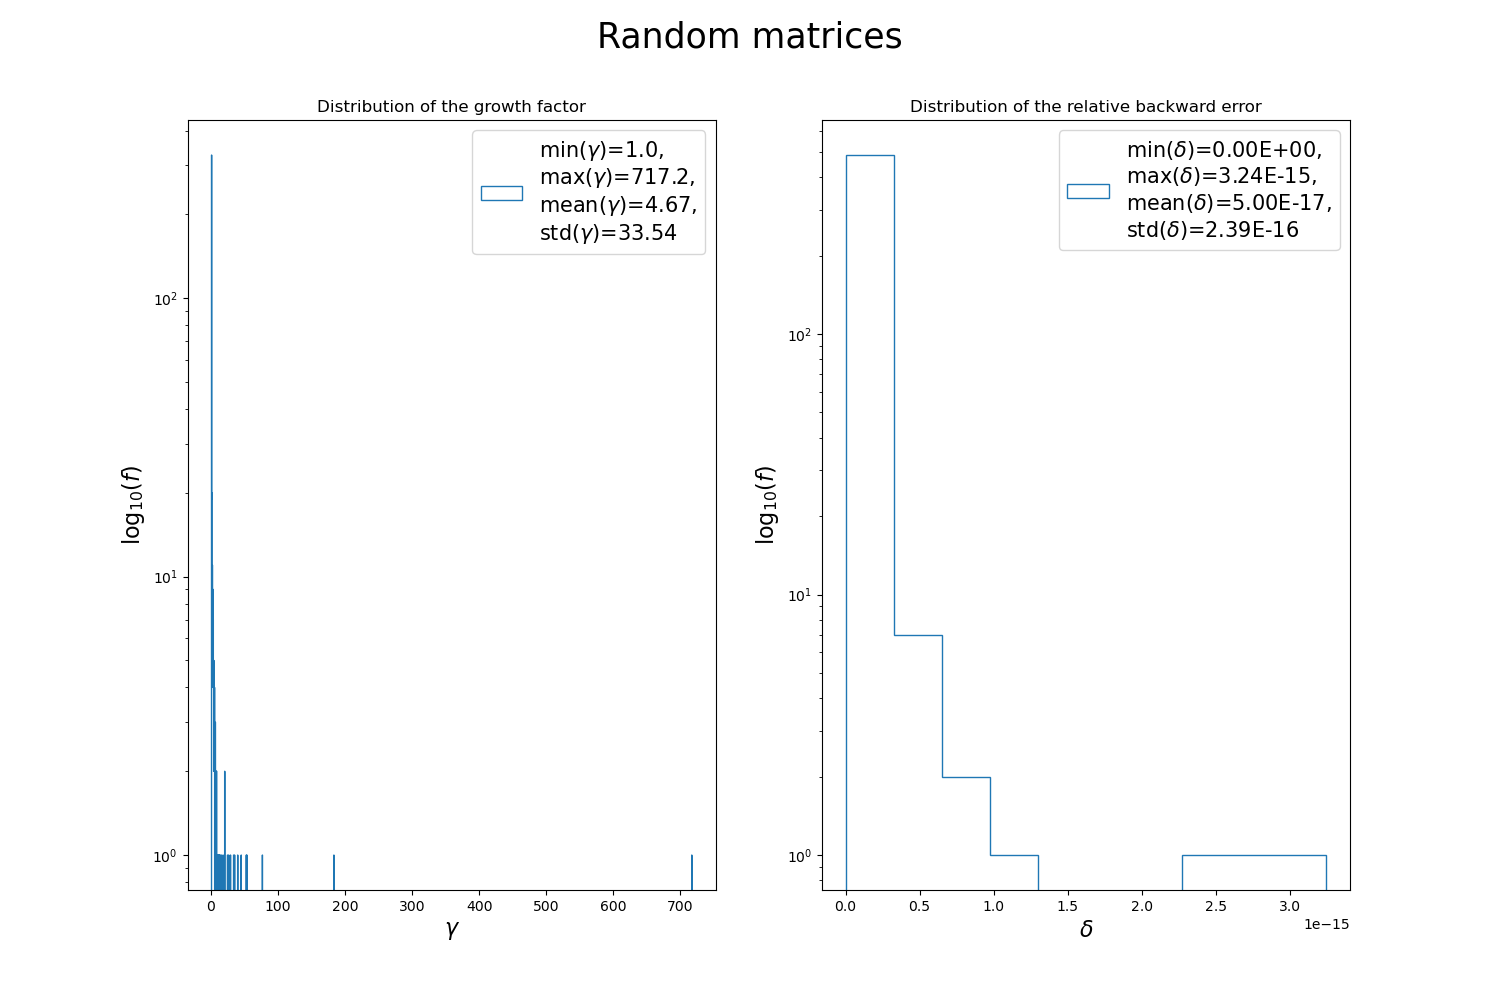 Random matrices
Distribution of the growth factor
min(γ)=1.0,
max(γ)=717.2,
mean(γ)=4.67,
std(γ)=33.54
10²
10¹
10⁰
log₁₀(f)
0 100 200 300 400 500 600 700
γ
Distribution of the relative backward error
min(δ)=0.00E+00,
max(δ)=3.24E-15,
mean(δ)=5.00E-17,
std(δ)=2.39E-16
10²
10¹
10⁰
log₁₀(f)
0.0 0.5 1.0 1.5 2.0 2.5 3.0
1e−15
δ